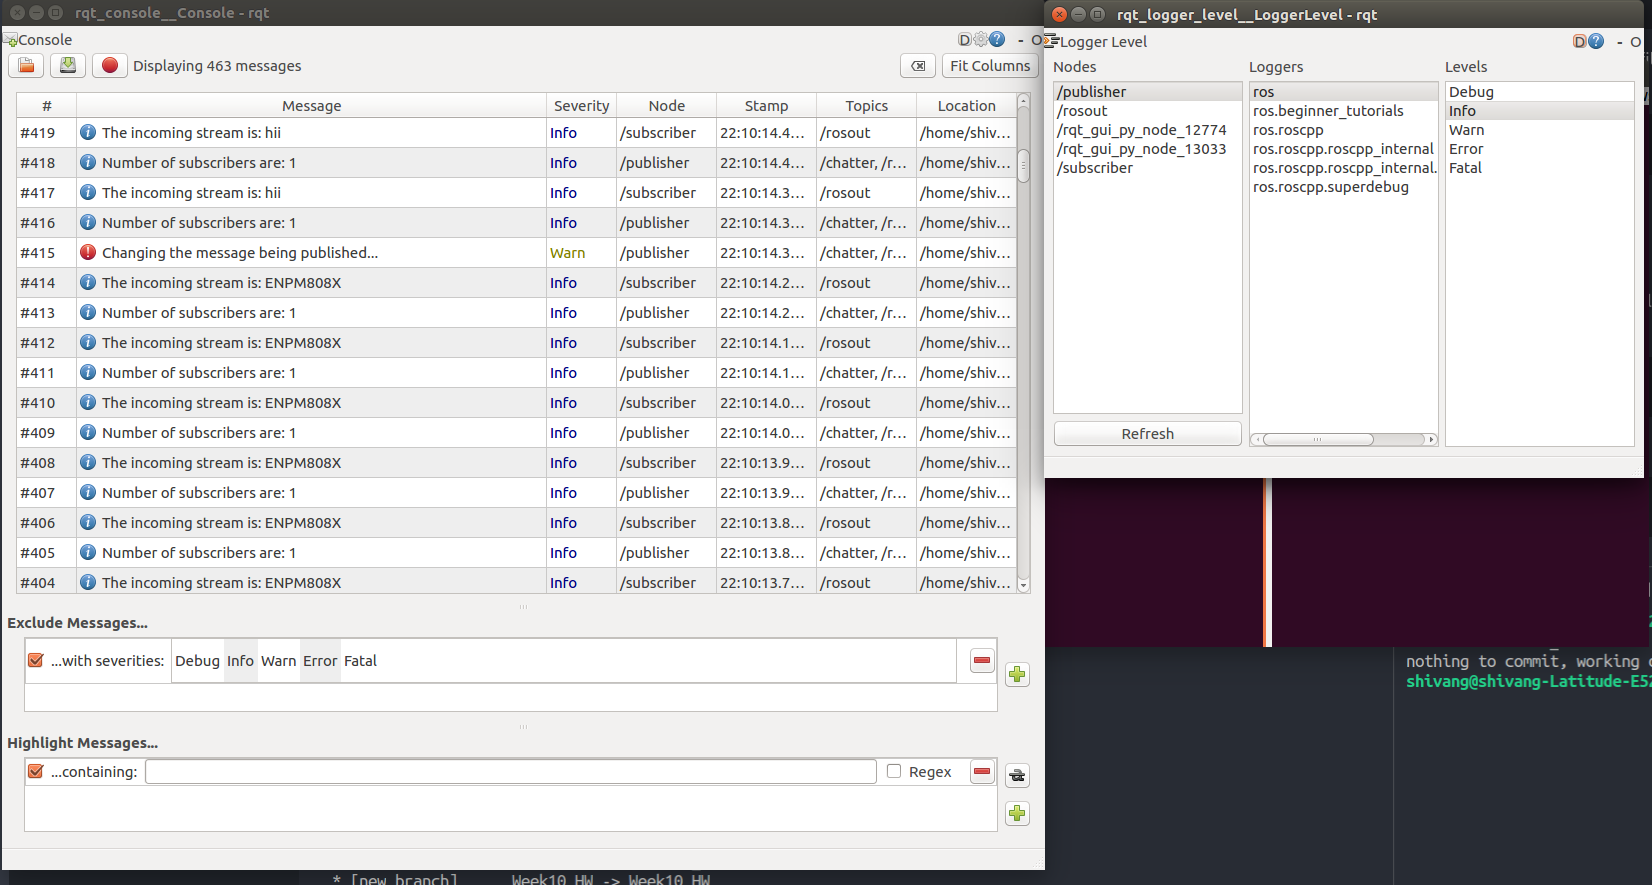 rqt_console__Console - rqt
Console
D
- O
Displaying 463 messages
Fit Columns
# Message Severity Node Stamp Topics Location
#419 The incoming stream is: hii Info /subscriber 22:10:14.4... /rosout /home/shiv...
#418 Number of subscribers are: 1 Info /publisher 22:10:14.4... /chatter, /r... /home/shiv...
#417 The incoming stream is: hii Info /subscriber 22:10:14.3... /rosout /home/shiv...
#416 Number of subscribers are: 1 Info /publisher 22:10:14.3... /chatter, /r... /home/shiv...
#415 Changing the message being published... Warn /publisher 22:10:14.3... /chatter, /r... /home/shiv...
#414 The incoming stream is: ENPM808X Info /subscriber 22:10:14.2... /rosout /home/shiv...
#413 Number of subscribers are: 1 Info /publisher 22:10:14.2... /chatter, /r... /home/shiv...
#412 The incoming stream is: ENPM808X Info /subscriber 22:10:14.1... /rosout /home/shiv...
#411 Number of subscribers are: 1 Info /publisher 22:10:14.1... /chatter, /r... /home/shiv...
#410 The incoming stream is: ENPM808X Info /subscriber 22:10:14.0... /rosout /home/shiv...
#409 Number of subscribers are: 1 Info /publisher 22:10:14.0... /chatter, /r... /home/shiv...
#408 The incoming stream is: ENPM808X Info /subscriber 22:10:13.9... /rosout /home/shiv...
#407 Number of subscribers are: 1 Info /publisher 22:10:13.9... /chatter, /r... /home/shiv...
#406 The incoming stream is: ENPM808X Info /subscriber 22:10:13.8... /rosout /home/shiv...
#405 Number of subscribers are: 1 Info /publisher 22:10:13.8... /chatter, /r... /home/shiv...
#404 The incoming stream is: ENPM808X Info /subscriber 22:10:13.7... /rosout /home/shiv...
Exclude Messages...
...with severities: Debug Info Warn Error Fatal
Highlight Messages...
...containing: Regex
* [new branch] Week10_HW -> Week10_HW
rqt_logger_level__LoggerLevel - rqt
Logger Level
D
- O
Nodes Loggers Levels
/publisher ros Debug
/rosout ros.beginner_tutorials Info
/rqt_gui_py_node_12774 ros.roscpp Warn
/rqt_gui_py_node_13033 ros.roscpp.roscpp_internal Error
/subscriber ros.roscpp.roscpp_internal. Fatal
ros.roscpp.superdebug
Refresh
nothing to commit, working
shivang@shivang-Latitude-E52